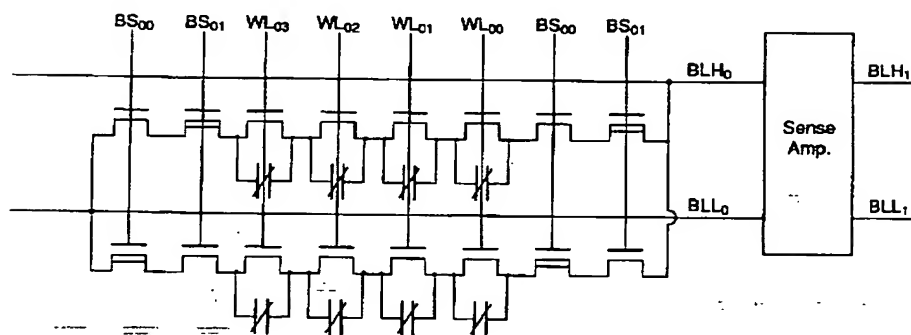 BS00 BS01 WL03 WL02 WL01 WL00 BS00 BS01
BLH0 BLH1
Sense
Amp.
BLL0 BLL1